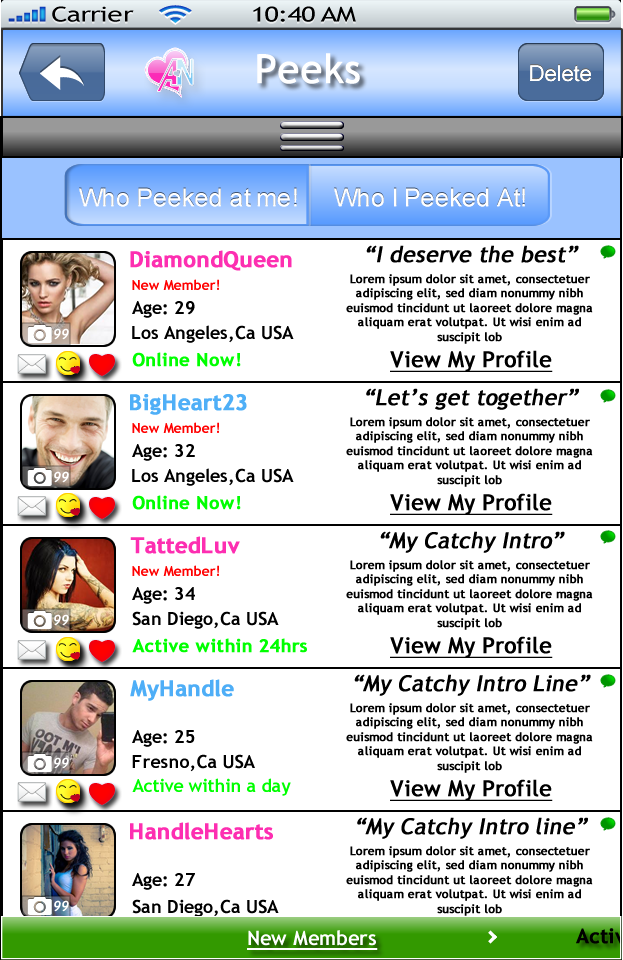 Carrier 10:40 AM
AN Peeks Delete
Who Peeked at me! Who I Peeked At!
DiamondQueen
New Member!
Age: 29
Los Angeles,Ca USA
Online Now!
99
“I deserve the best”
Lorem ipsum dolor sit amet, consectetuer
adipiscing elit, sed diam nonummy nibh
euismod tincidunt ut laoreet dolore magna
aliquam erat volutpat. Ut wisi enim ad
suscipit lob
View My Profile
BigHeart23
New Member!
Age: 32
Los Angeles,Ca USA
Online Now!
99
“Let’s get together”
Lorem ipsum dolor sit amet, consectetuer
adipiscing elit, sed diam nonummy nibh
euismod tincidunt ut laoreet dolore magna
aliquam erat volutpat. Ut wisi enim ad
suscipit lob
View My Profile
TattedLuv
New Member!
Age: 34
San Diego,Ca USA
Active within 24hrs
99
“My Catchy Intro”
Lorem ipsum dolor sit amet, consectetuer
adipiscing elit, sed diam nonummy nibh
euismod tincidunt ut laoreet dolore magna
aliquam erat volutpat. Ut wisi enim ad
suscipit lob
View My Profile
MyHandle
Age: 25
Fresno,Ca USA
Active within a day
99
“My Catchy Intro Line”
Lorem ipsum dolor sit amet, consectetuer
adipiscing elit, sed diam nonummy nibh
euismod tincidunt ut laoreet dolore magna
aliquam erat volutpat. Ut wisi enim ad
suscipit lob
View My Profile
HandleHearts
Age: 27
San Diego,Ca USA
99
“My Catchy Intro line”
Lorem ipsum dolor sit amet, consectetuer
adipiscing elit, sed diam nonummy nibh
euismod tincidunt ut laoreet dolore magna
aliquam erat volutpat. Ut wisi enim ad
suscipit lob
New Members